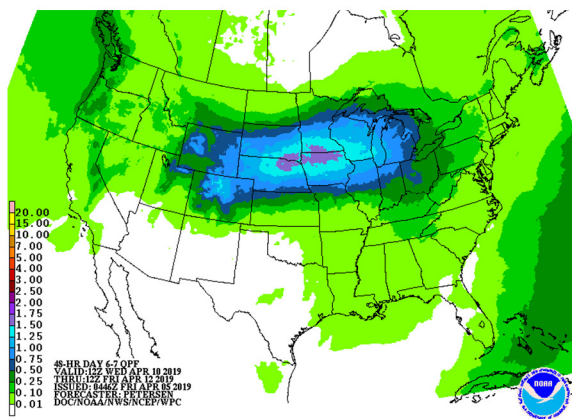 20.00
15.00
10.00
7.00
5.00
4.00
3.00
2.50
2.00
1.75
1.50
1.25
1.00
0.75
0.50
0.25
0.10
0.01
48-HR DAY 6-7 QPF
VALID:12Z WED APR 10 2019
THRU:12Z FRI APR 12 2019
ISSUED: 0446Z FRI APR 05 2019
FORECASTER: PETERSEN
DOC/NOAA/NWS/NCEP/WPC
NOAA